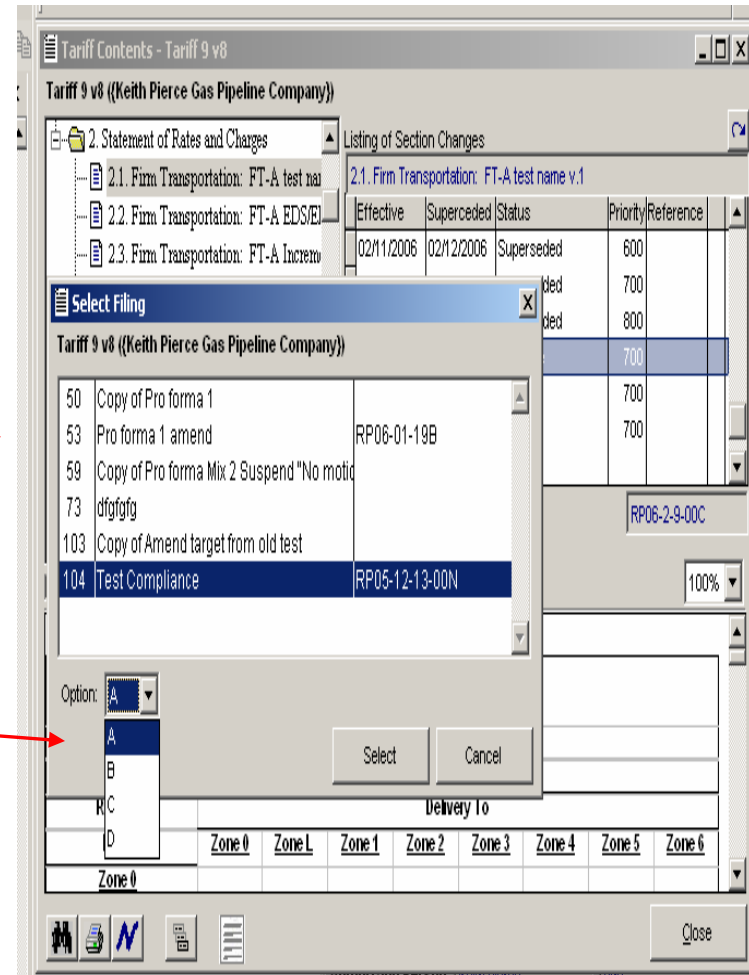 Tariff Contents - Tariff 9 v8
Tariff 9 v8 ({Keith Pierce Gas Pipeline Company})
2. Statement of Rates and Charges
2.1. Firm Transportation: FT-A test
2.2. Firm Transportation: FT-A EDS/
2.3. Firm Transportation: FT-A
Listing of Section Changes
2.1. Firm Transportation: FT-A test name v.1
Effective Superceded Status Priority Reference
02/11/2006 02/12/2006 Superseded 600
ded 700
ded 800
700
700
700
Select Filing
Tariff 9 v8 ({Keith Pierce Gas Pipeline Company})
50 Copy of Pro forma 1
53 Pro forma 1 amend RP06-01-19B
59 Copy of Pro forma Mix 2 Suspend "No motio
73 dfgfgfg
103 Copy of Amend target from old test
104 Test Compliance RP05-12-13-00N
RP06-2-9-00C
100%
Option: A
A
B
C
D
Select Cancel
Delivery To
Zone 0 Zone L Zone 1 Zone 2 Zone 3 Zone 4 Zone 5 Zone 6
Zone 0
Close